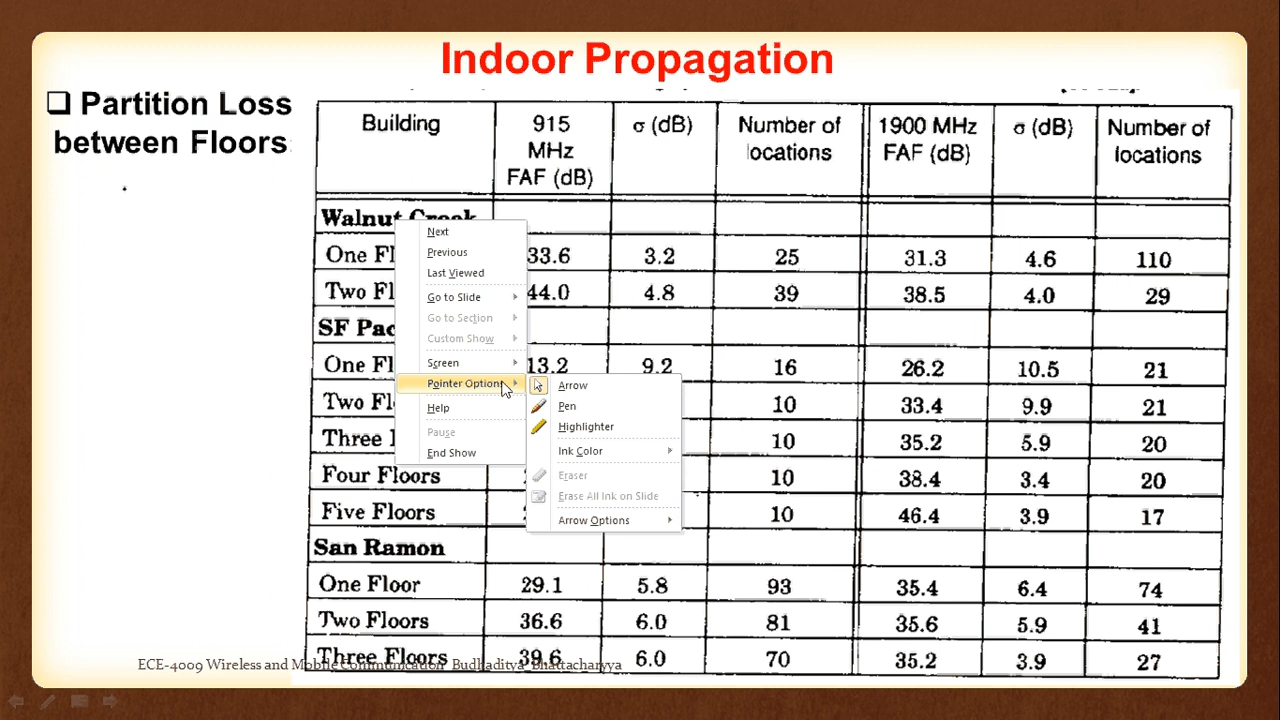 Indoor Propagation
❑ Partition Loss
between Floors
Building 915 MHz FAF (dB) σ (dB) Number of locations 1900 MHz FAF (dB) σ (dB) Number of locations
Walnut Creek
One 33.6 3.2 25 31.3 4.6 110
Two 44.0 4.8 39 38.5 4.0 29
SF
One 13.2 9.2 16 26.2 10.5 21
Two 10 33.4 9.9 21
Three 10 35.2 5.9 20
Four Floors 10 38.4 3.4 20
Five Floors 10 46.4 3.9 17
San Ramon
One Floor 29.1 5.8 93 35.4 6.4 74
Two Floors 36.6 6.0 81 35.6 5.9 41
Three Floors 39.6 6.0 70 35.2 3.9 27
Next
Previous
Last Viewed
Go to Slide
Go to Section
Custom Show
Screen
Pointer Options
Help
Pause
End Show
Arrow
Pen
Highlighter
Ink Color
Eraser
Erase All Ink on Slide
Arrow Options
ECE-4009 Wireless and Mobile Communication Budhaditya Bhattacharyya